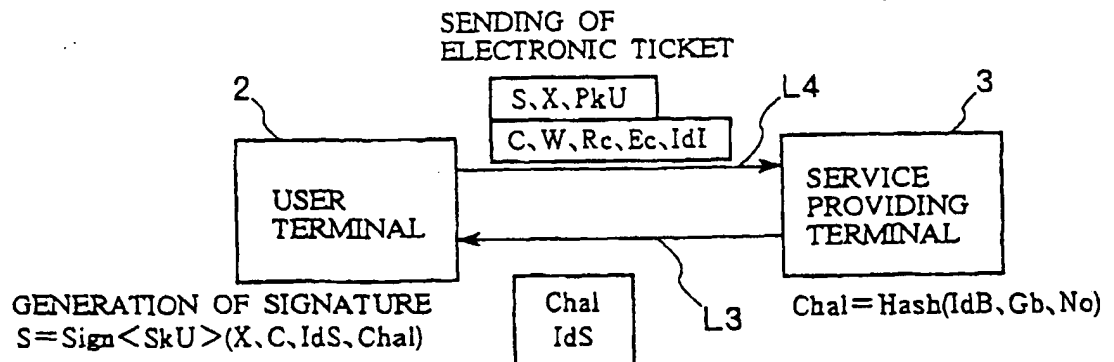 SENDING OF
ELECTRONIC TICKET
2
S、X、PkU
L4
3
C、W、Rc、Ec、IdI
USER
TERMINAL
SERVICE
PROVIDING
TERMINAL
GENERATION OF SIGNATURE
S=Sign<SkU>(X、C、IdS、Chal)
Chal
IdS
L3
Chal=Hash(IdB、Gb、No)